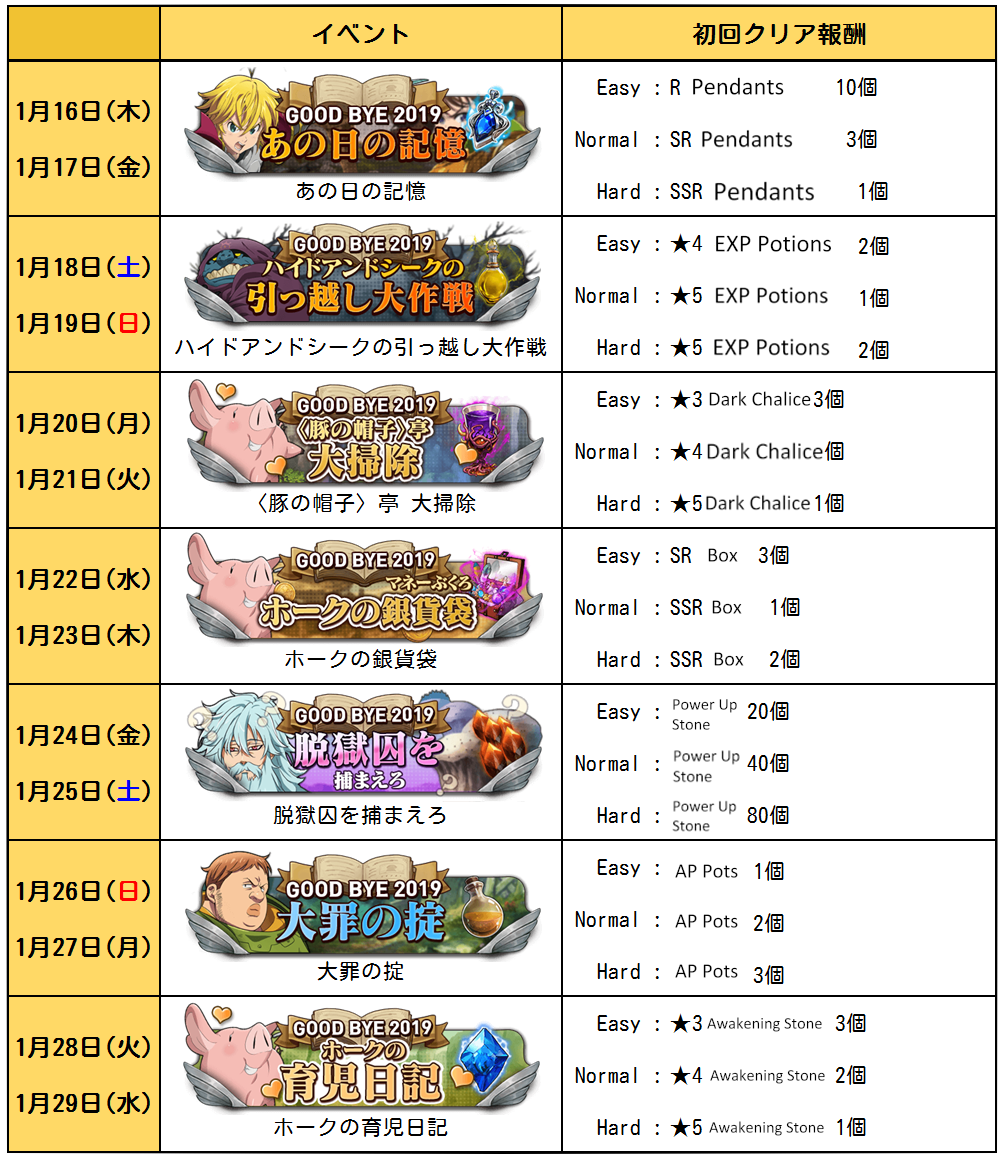 イベント 初回クリア報酬
1月16日(木)
1月17日(金)
GOOD BYE 2019
あの日の記憶
あの日の記憶
Easy : R Pendants 10個
Normal : SR Pendants 3個
Hard : SSR Pendants 1個
1月18日(土)
1月19日(日)
GOOD BYE 2019
ハイドアンドシークの
引っ越し大作戦
ハイドアンドシークの引っ越し大作戦
Easy : ★4 EXP Potions 2個
Normal : ★5 EXP Potions 1個
Hard : ★5 EXP Potions 2個
1月20日(月)
1月21日(火)
GOOD BYE 2019
〈豚の帽子〉亭
大掃除
〈豚の帽子〉亭 大掃除
Easy : ★3 Dark Chalice3個
Normal : ★4 Dark Chalice個
Hard : ★5 Dark Chalice 1個
1月22日(水)
1月23日(木)
GOOD BYE 2019
マネーぶくろ
ホークの銀貨袋
ホークの銀貨袋
Easy : SR Box 3個
Normal : SSR Box 1個
Hard : SSR Box 2個
1月24日(金)
1月25日(土)
GOOD BYE 2019
脱獄囚を
捕まえろ
脱獄囚を捕まえろ
Easy : Power Up Stone 20個
Normal : Power Up Stone 40個
Hard : Power Up Stone 80個
1月26日(日)
1月27日(月)
GOOD BYE 2019
大罪の掟
大罪の掟
Easy : AP Pots 1個
Normal : AP Pots 2個
Hard : AP Pots 3個
1月28日(火)
1月29日(水)
GOOD BYE 2019
ホークの
育児日記
ホークの育児日記
Easy : ★3 Awakening Stone 3個
Normal : ★4 Awakening Stone 2個
Hard : ★5 Awakening Stone 1個